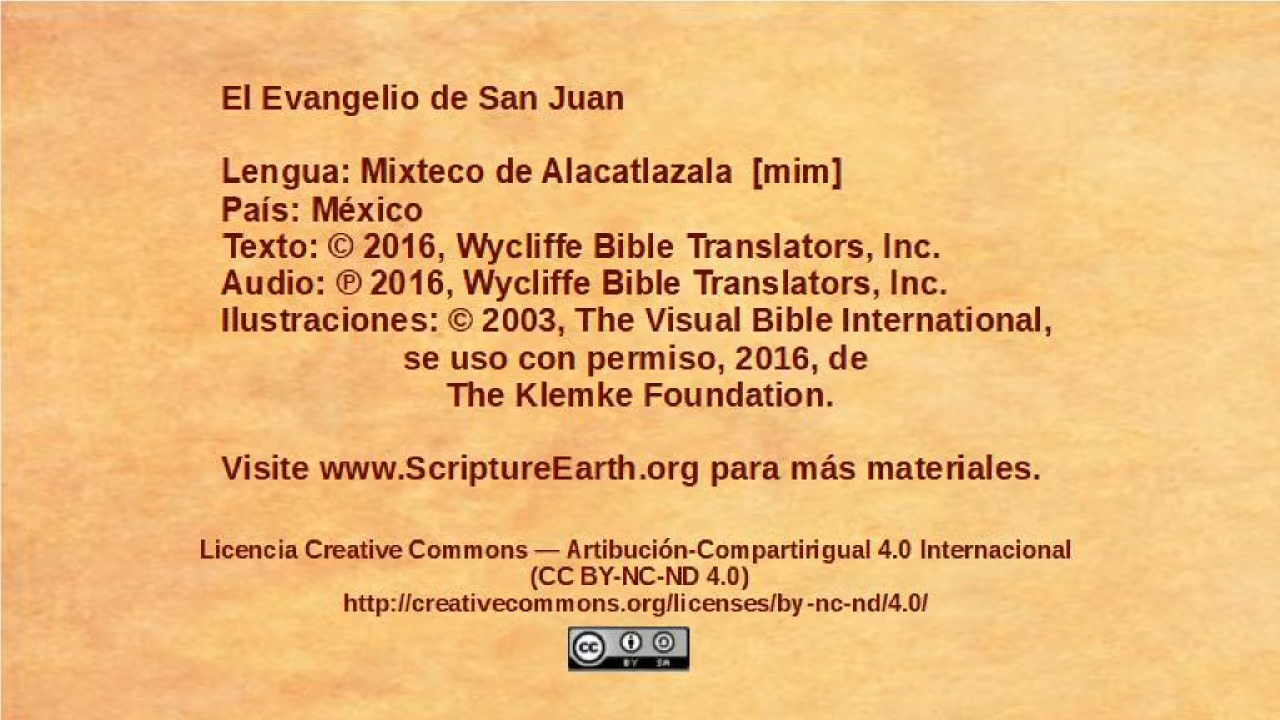 El Evangelio de San Juan
Lengua: Mixteco de Alacatlazala [mim]
País: México
Texto: © 2016, Wycliffe Bible Translators, Inc.
Audio: ℗ 2016, Wycliffe Bible Translators, Inc.
Ilustraciones: © 2003, The Visual Bible International,
se uso con permiso, 2016, de
The Klemke Foundation.
Visite www.ScriptureEarth.org para más materiales.
Licencia Creative Commons — Artibución-Compartirigual 4.0 Internacional
(CC BY-NC-ND 4.0)
http://creativecommons.org/licenses/by-nc-nd/4.0/
cc BY SA